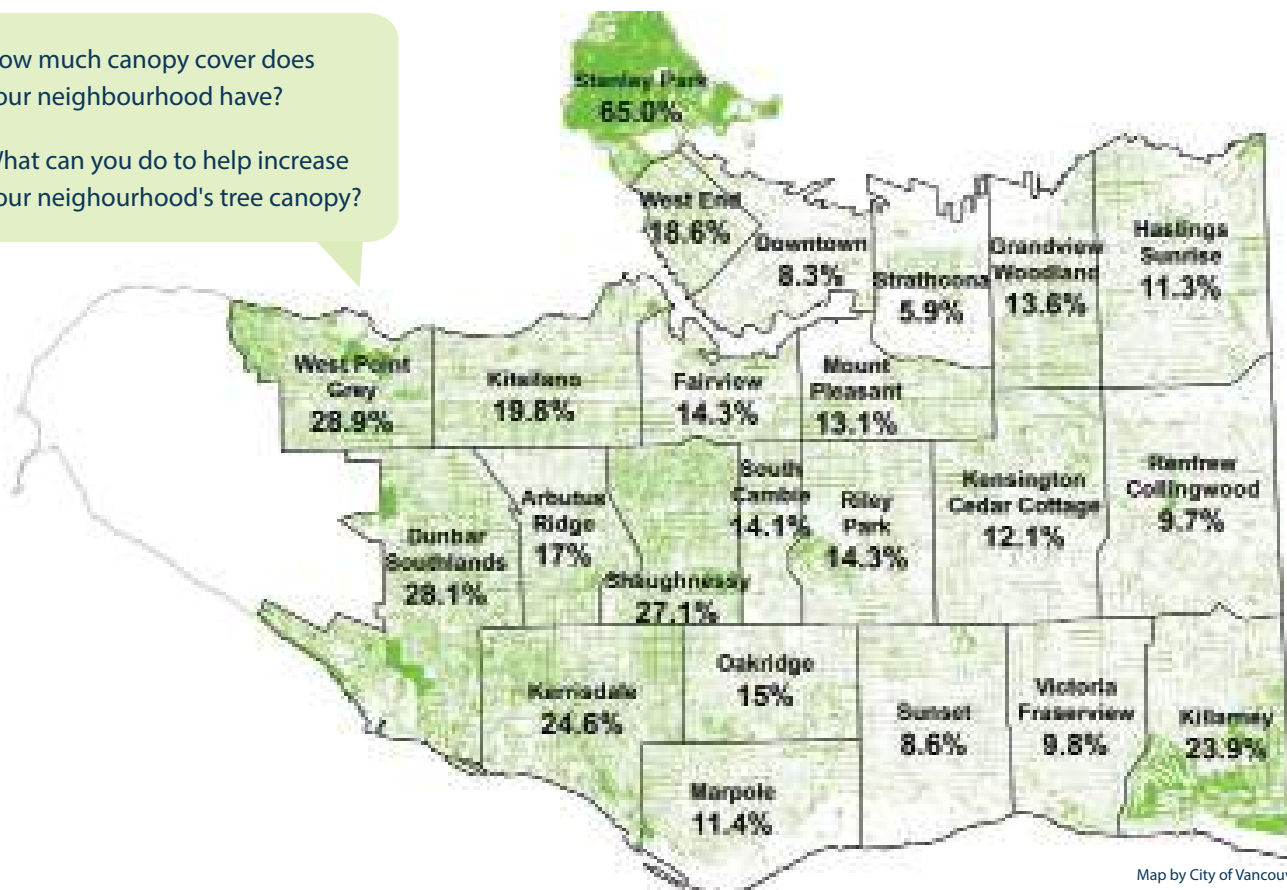 ow much canopy cover does
our neighbourhood have?
hat can you do to help increase
our neighourhood's tree canopy?
Stanley Park
65.0%
West End
18.6%
Downtown
8.3%
Strathcona
5.9%
Grandview
Woodland
13.6%
Hastings
Sunrise
11.3%
West Point
Grey
28.9%
Kitsilano
19.8%
Fairview
14.3%
Mount
Pleasant
13.1%
Dunbar
Southlands
28.1%
Arbutus
Ridge
17%
Shaughnessy
27.1%
South
Cambie
14.1%
Riley
Park
14.3%
Kensington
Cedar Cottage
12.1%
Renfrew
Collingwood
9.7%
Kerrisdale
24.6%
Oakridge
15%
Marpole
11.4%
Sunset
8.6%
Victoria
Fraserview
9.8%
Killarney
23.9%
Map by City of Vancouv